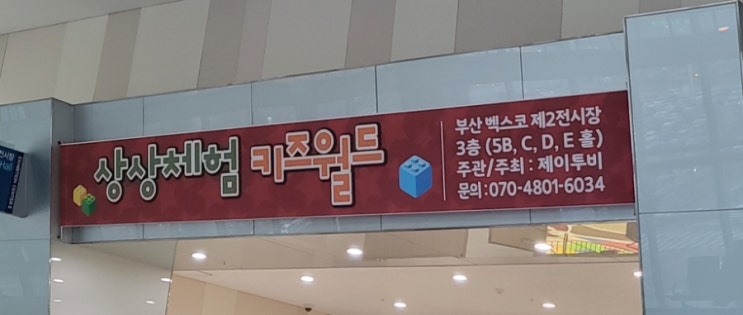 상상체험 키즈월드
부산 벡스코 제2전시장
3층 (5B, C, D, E 홀)
주관/주최 : 제이투비
문의 : 070-4801-6034